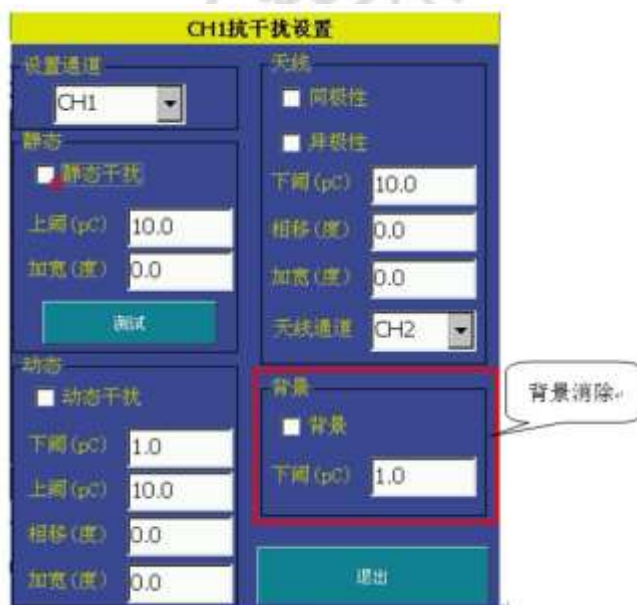 CH1抗干扰设置
设置通道
CH1
静态
静态干扰
上阈(pC) 10.0
加宽(度) 0.0
测试
动态
动态干扰
下阈(pC) 1.0
上阈(pC) 10.0
相移(度) 0.0
加宽(度) 0.0
天线
同极性
异极性
下阈(pC) 10.0
相移(度) 0.0
加宽(度) 0.0
天线通道 CH2
背景
背景
下阈(pC) 1.0
退出
背景消除